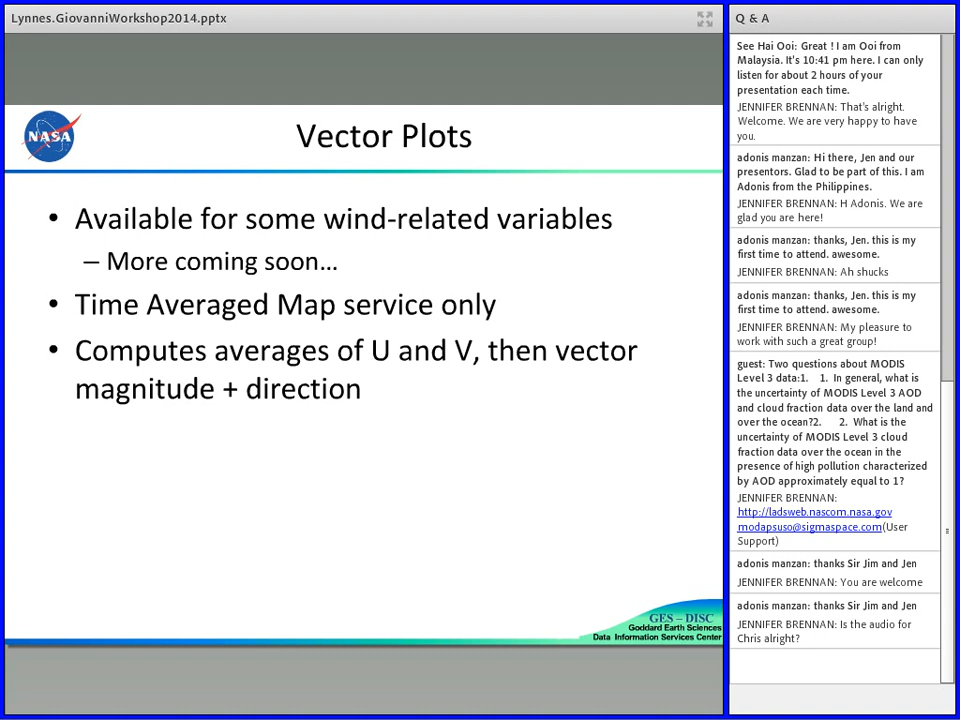 Lynnes.GiovanniWorkshop2014.pptx
NASA
Vector Plots
• Available for some wind-related variables
– More coming soon…
• Time Averaged Map service only
• Computes averages of U and V, then vector
magnitude + direction
GES – DISC
Goddard Earth Sciences
Data Information Services Center
Q & A
See Hai Ooi: Great ! I am Ooi from
Malaysia. It's 10:41 pm here. I can only
listen for about 2 hours of your
presentation each time.
JENNIFER BRENNAN: That's alright.
Welcome. We are very happy to have
you.
adonis manzan: Hi there, Jen and our
presentors. Glad to be part of this. I am
Adonis from the Philippines.
JENNIFER BRENNAN: H Adonis. We are
glad you are here!
adonis manzan: thanks, Jen. this is my
first time to attend. awesome.
JENNIFER BRENNAN: Ah shucks
adonis manzan: thanks, Jen. this is my
first time to attend. awesome.
JENNIFER BRENNAN: My pleasure to
work with such a great group!
guest: Two questions about MODIS
Level 3 data:1. 1. In general, what is
the uncertainty of MODIS Level 3 AOD
and cloud fraction data over the land and
over the ocean?2. 2. What is the
uncertainty of MODIS Level 3 cloud
fraction data over the ocean in the
presence of high pollution characterized
by AOD approximately equal to 1?
JENNIFER BRENNAN:
http://ladsweb.nascom.nasa.gov
modapsuso@sigmaspace.com(User
Support)
adonis manzan: thanks Sir Jim and Jen
JENNIFER BRENNAN: You are welcome
adonis manzan: thanks Sir Jim and Jen
JENNIFER BRENNAN: Is the audio for
Chris alright?